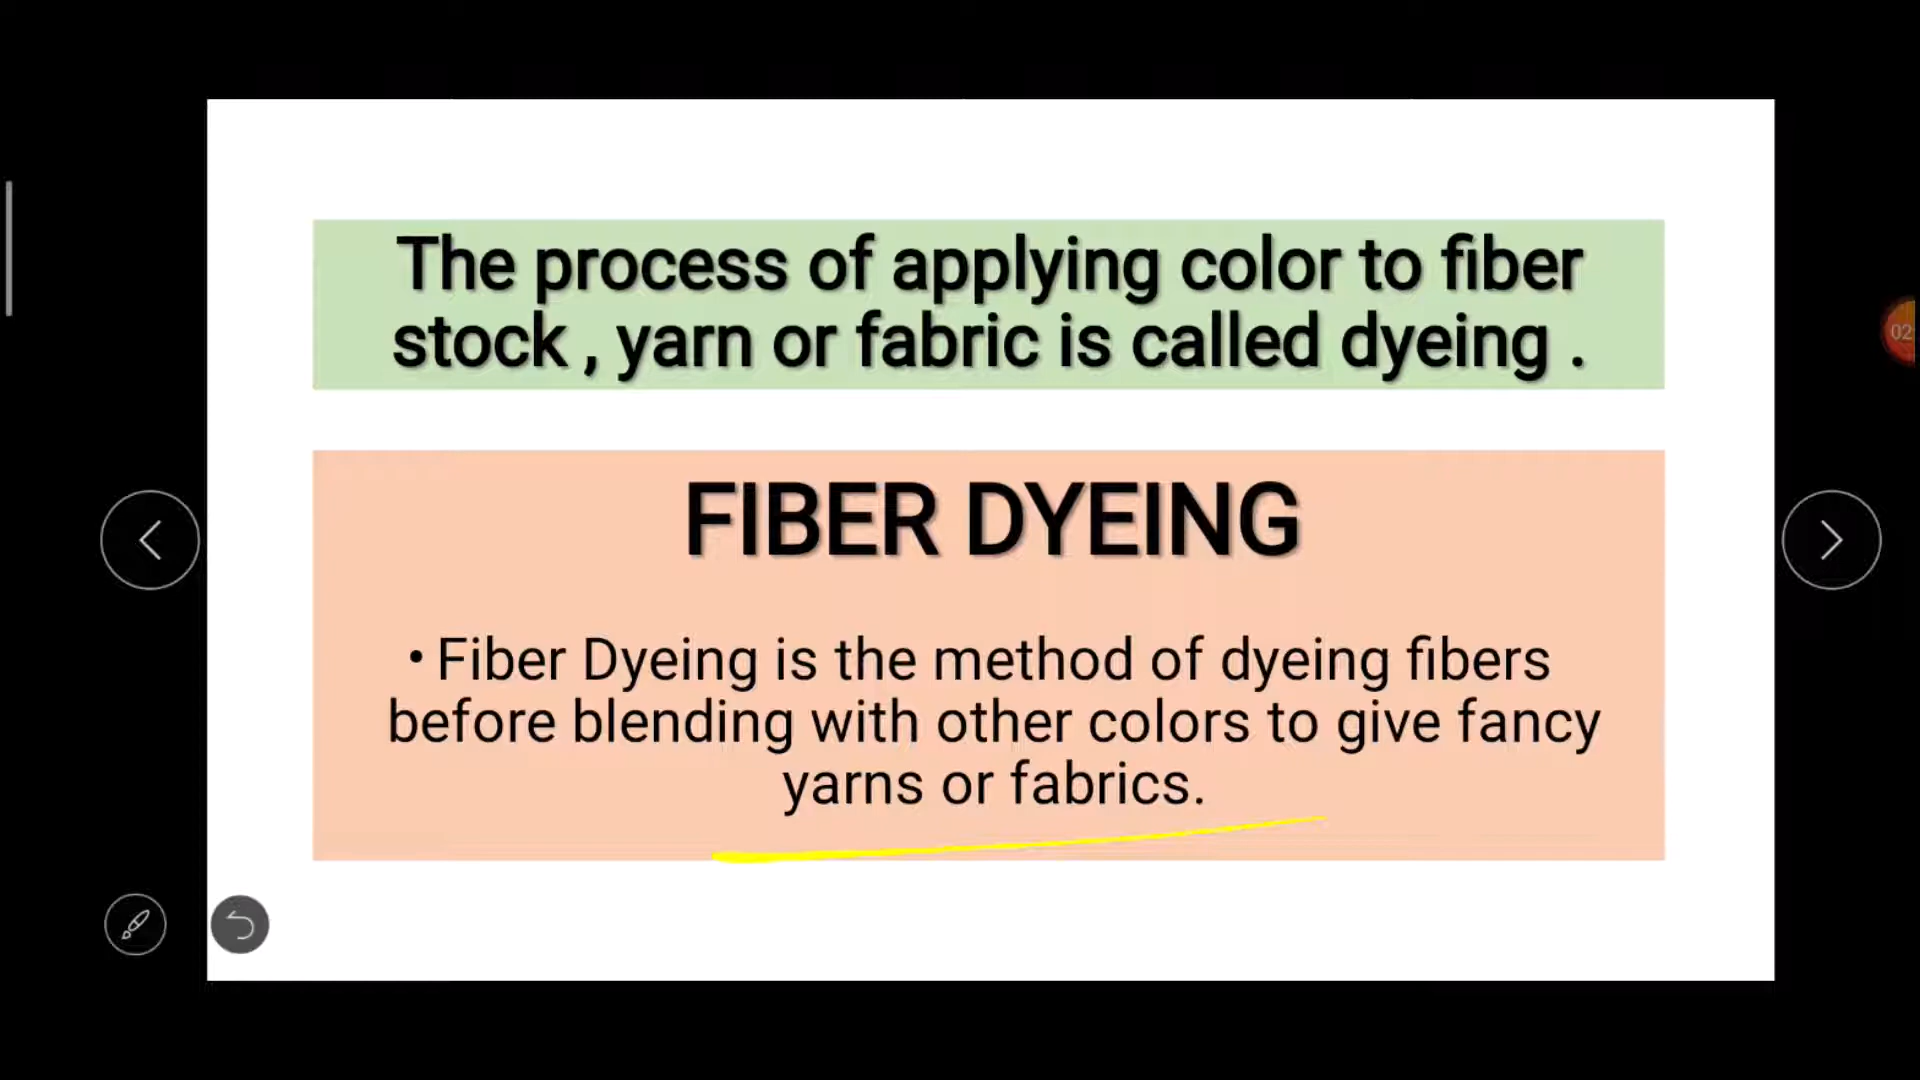 The process of applying color to fiber
stock , yarn or fabric is called dyeing .
FIBER DYEING
• Fiber Dyeing is the method of dyeing fibers
before blending with other colors to give fancy
yarns or fabrics.
02